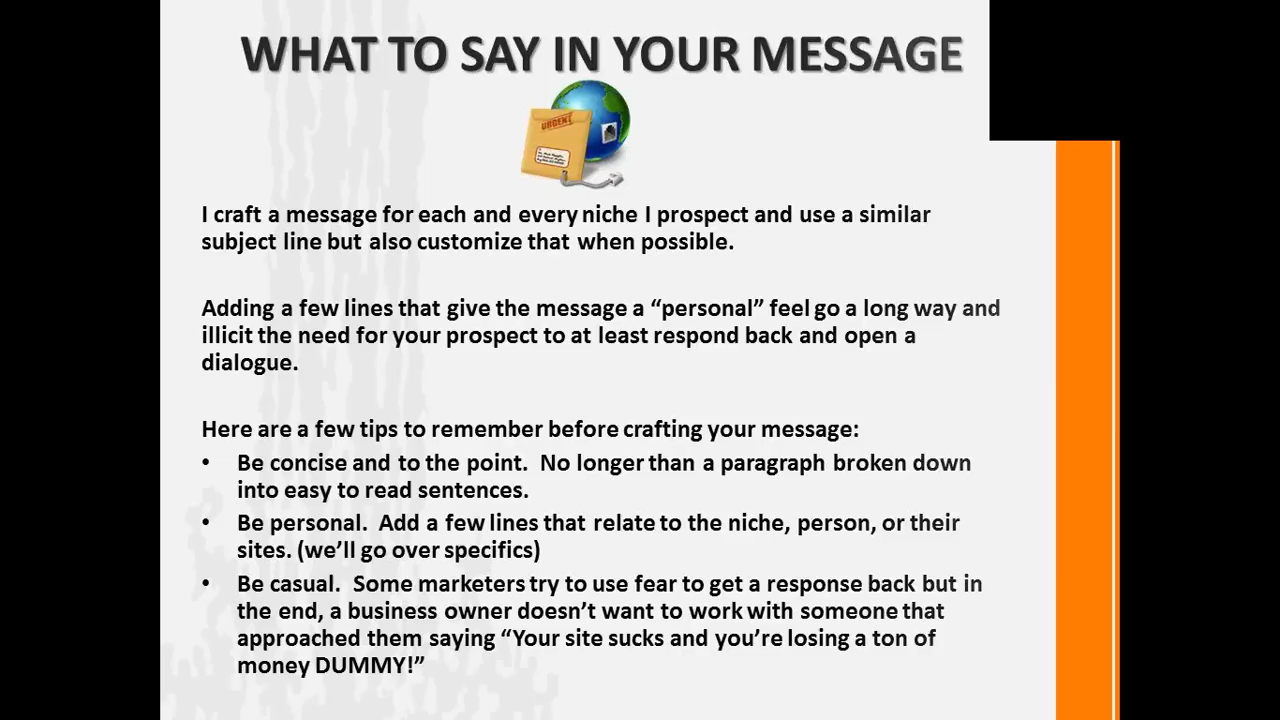 WHAT TO SAY IN YOUR MESSAGE
URGENT
I craft a message for each and every niche I prospect and use a similar
subject line but also customize that when possible.
Adding a few lines that give the message a “personal” feel go a long way and
illicit the need for your prospect to at least respond back and open a
dialogue.
Here are a few tips to remember before crafting your message:
• Be concise and to the point.  No longer than a paragraph broken down
into easy to read sentences.
• Be personal.  Add a few lines that relate to the niche, person, or their
sites. (we’ll go over specifics)
• Be casual.  Some marketers try to use fear to get a response back but in
the end, a business owner doesn’t want to work with someone that
approached them saying “Your site sucks and you’re losing a ton of
money DUMMY!”